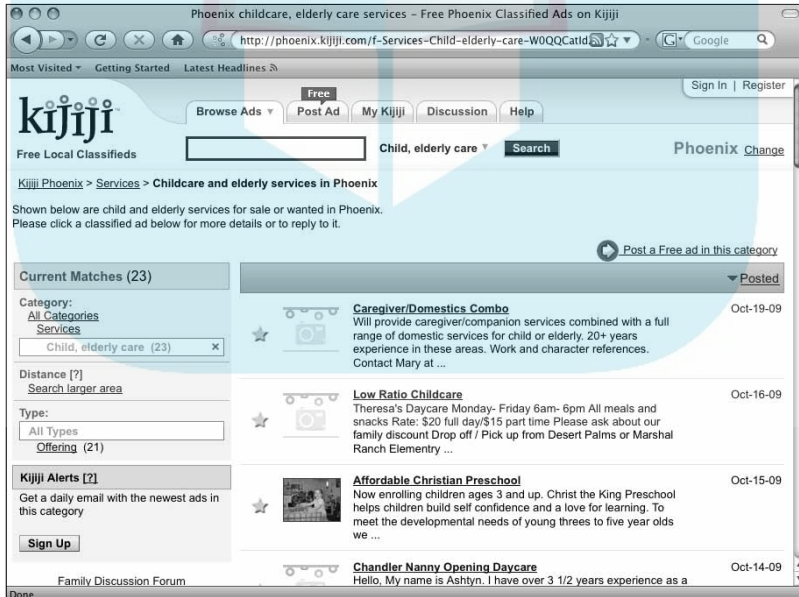 Phoenix childcare, elderly care services – Free Phoenix Classified Ads on Kijiji
http://phoenix.kijiji.com/f-Services-Child-elderly-care-W0QQCatId
Google
Most Visited
Getting Started
Latest Headlines
Sign In | Register
kijiji
Free Local Classifieds
Browse Ads
Free
Post Ad
My Kijiji
Discussion
Help
Child, elderly care
Search
Phoenix Change
Kijiji Phoenix > Services > Childcare and elderly services in Phoenix
Shown below are child and elderly services for sale or wanted in Phoenix.
Please click a classified ad below for more details or to reply to it.
Post a Free ad in this category
Current Matches (23)
Category:
All Categories
Services
Child, elderly care (23) ×
Distance [?]
Search larger area
Type:
All Types
Offering (21)
Kijiji Alerts [?]
Get a daily email with the newest ads in
this category
Sign Up
Family Discussion Forum
Posted
Caregiver/Domestics Combo
Oct-19-09
Will provide caregiver/companion services combined with a full
range of domestic services for child or elderly. 20+ years
experience in these areas. Work and character references.
Contact Mary at ...
Low Ratio Childcare
Oct-16-09
Theresa's Daycare Monday- Friday 6am- 6pm All meals and
snacks Rate: $20 full day/$15 part time Please ask about our
family discount Drop off / Pick up from Desert Palms or Marshal
Ranch Elementry ...
Affordable Christian Preschool
Oct-15-09
Now enrolling children ages 3 and up. Christ the King Preschool
helps children build self confidence and a love for learning. To
meet the developmental needs of young threes to five year olds
we ...
Chandler Nanny Opening Daycare
Oct-14-09
Hello, My name is Ashtyn. I have over 3 1/2 years experience as a
Done